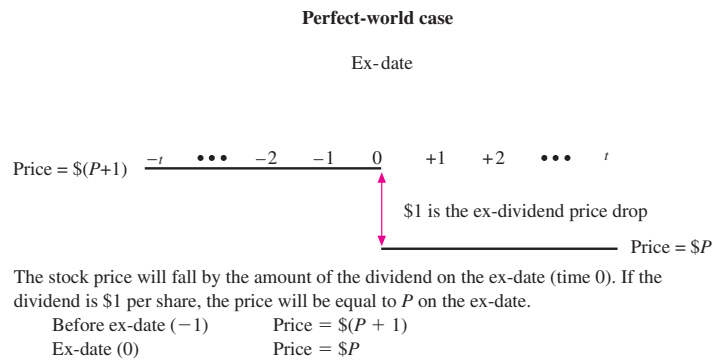 Perfect-world case
Ex-date
Price = $(P+1) −t ••• −2 −1 0 +1 +2 ••• t
$1 is the ex-dividend price drop
Price = $P
The stock price will fall by the amount of the dividend on the ex-date (time 0). If the
dividend is $1 per share, the price will be equal to P on the ex-date.
Before ex-date (−1) Price = $(P + 1)
Ex-date (0) Price = $P